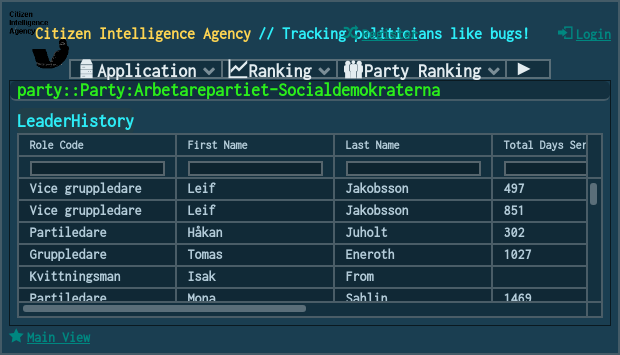 Citizen
Intelligence
Agency
Citizen Intelligence Agency // Tracking politicians like bugs!
Register
Login
Application
Ranking
Party Ranking
party::Party:Arbetarepartiet-Socialdemokraterna
LeaderHistory
Role Code First Name Last Name Total Days Ser
Vice gruppledare Leif Jakobsson 497
Vice gruppledare Leif Jakobsson 851
Partiledare Håkan Juholt 302
Gruppledare Tomas Eneroth 1027
Kvittningsman Isak From
Partiledare Mona Sahlin 1469
Main View